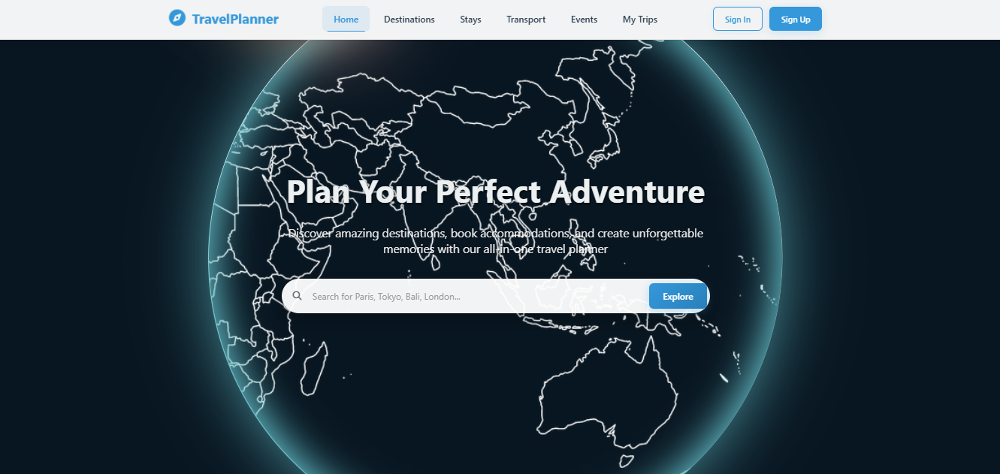 TravelPlanner
Home
Destinations
Stays
Transport
Events
My Trips
Sign In
Sign Up
Plan Your Perfect Adventure
Discover amazing destinations, book accommodations, and create unforgettable
memories with our all-in-one travel planner
Search for Paris, Tokyo, Bali, London...
Explore